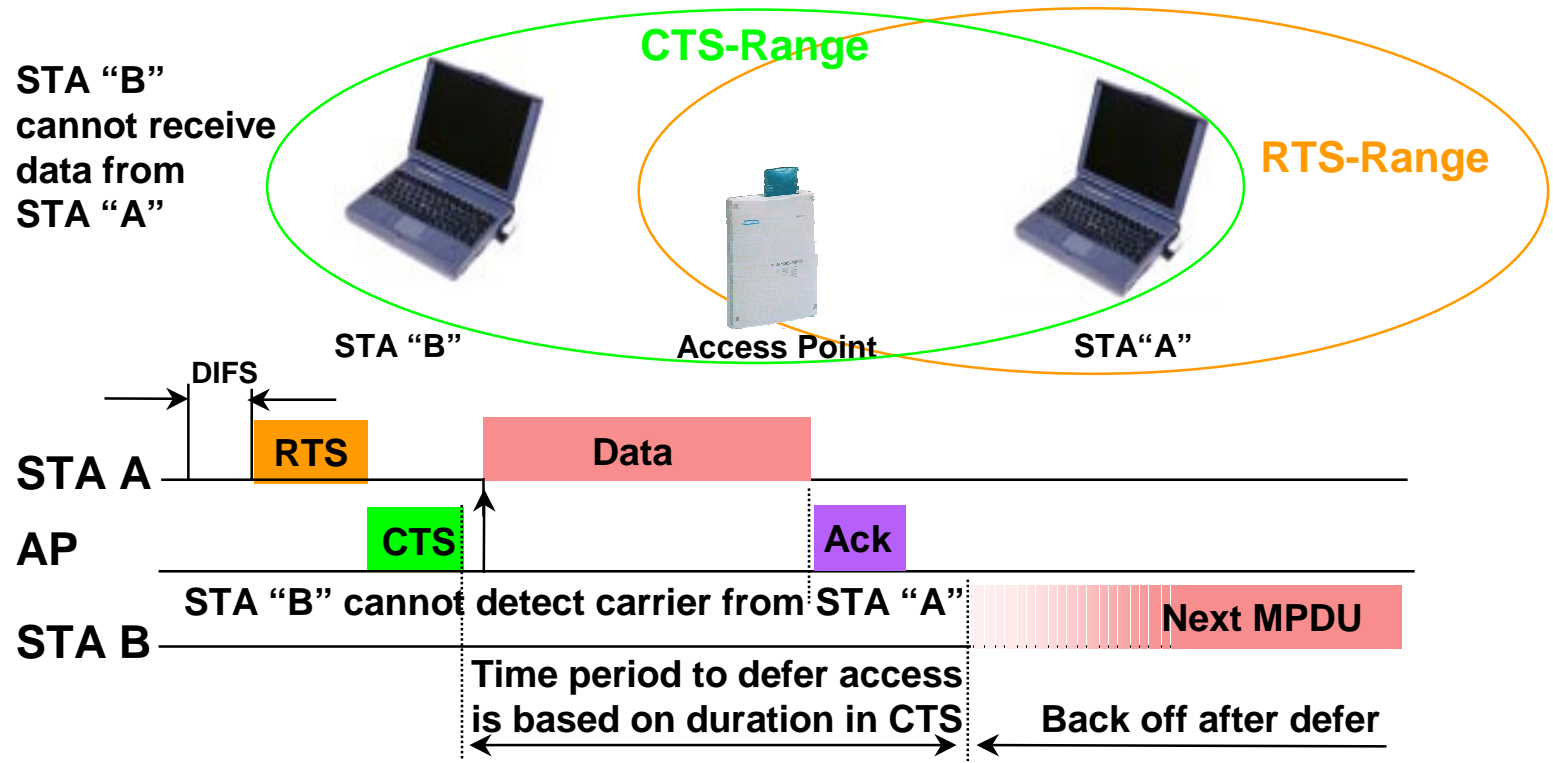 CTS-Range
STA “B”
cannot receive
data from
STA “A”
RTS-Range
STA “B”
Access Point
STA“A”
DIFS
RTS
Data
STA A
CTS
Ack
AP
STA “B” cannot detect carrier from STA “A”
Next MPDU
STA B
Time period to defer access
is based on duration in CTS
Back off after defer